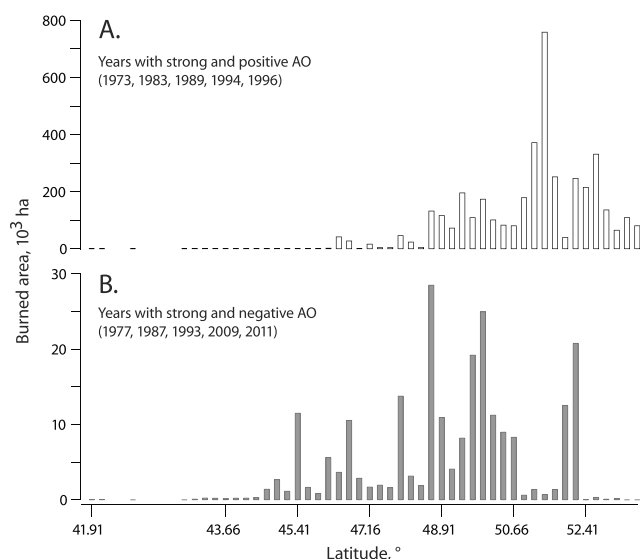 A.
Years with strong and positive AO
(1973, 1983, 1989, 1994, 1996)
800
600
400
200
0
Burned area, 10³ ha
B.
Years with strong and negative AO
(1977, 1987, 1993, 2009, 2011)
30
20
10
0
41.91 43.66 45.41 47.16 48.91 50.66 52.41
Latitude, °